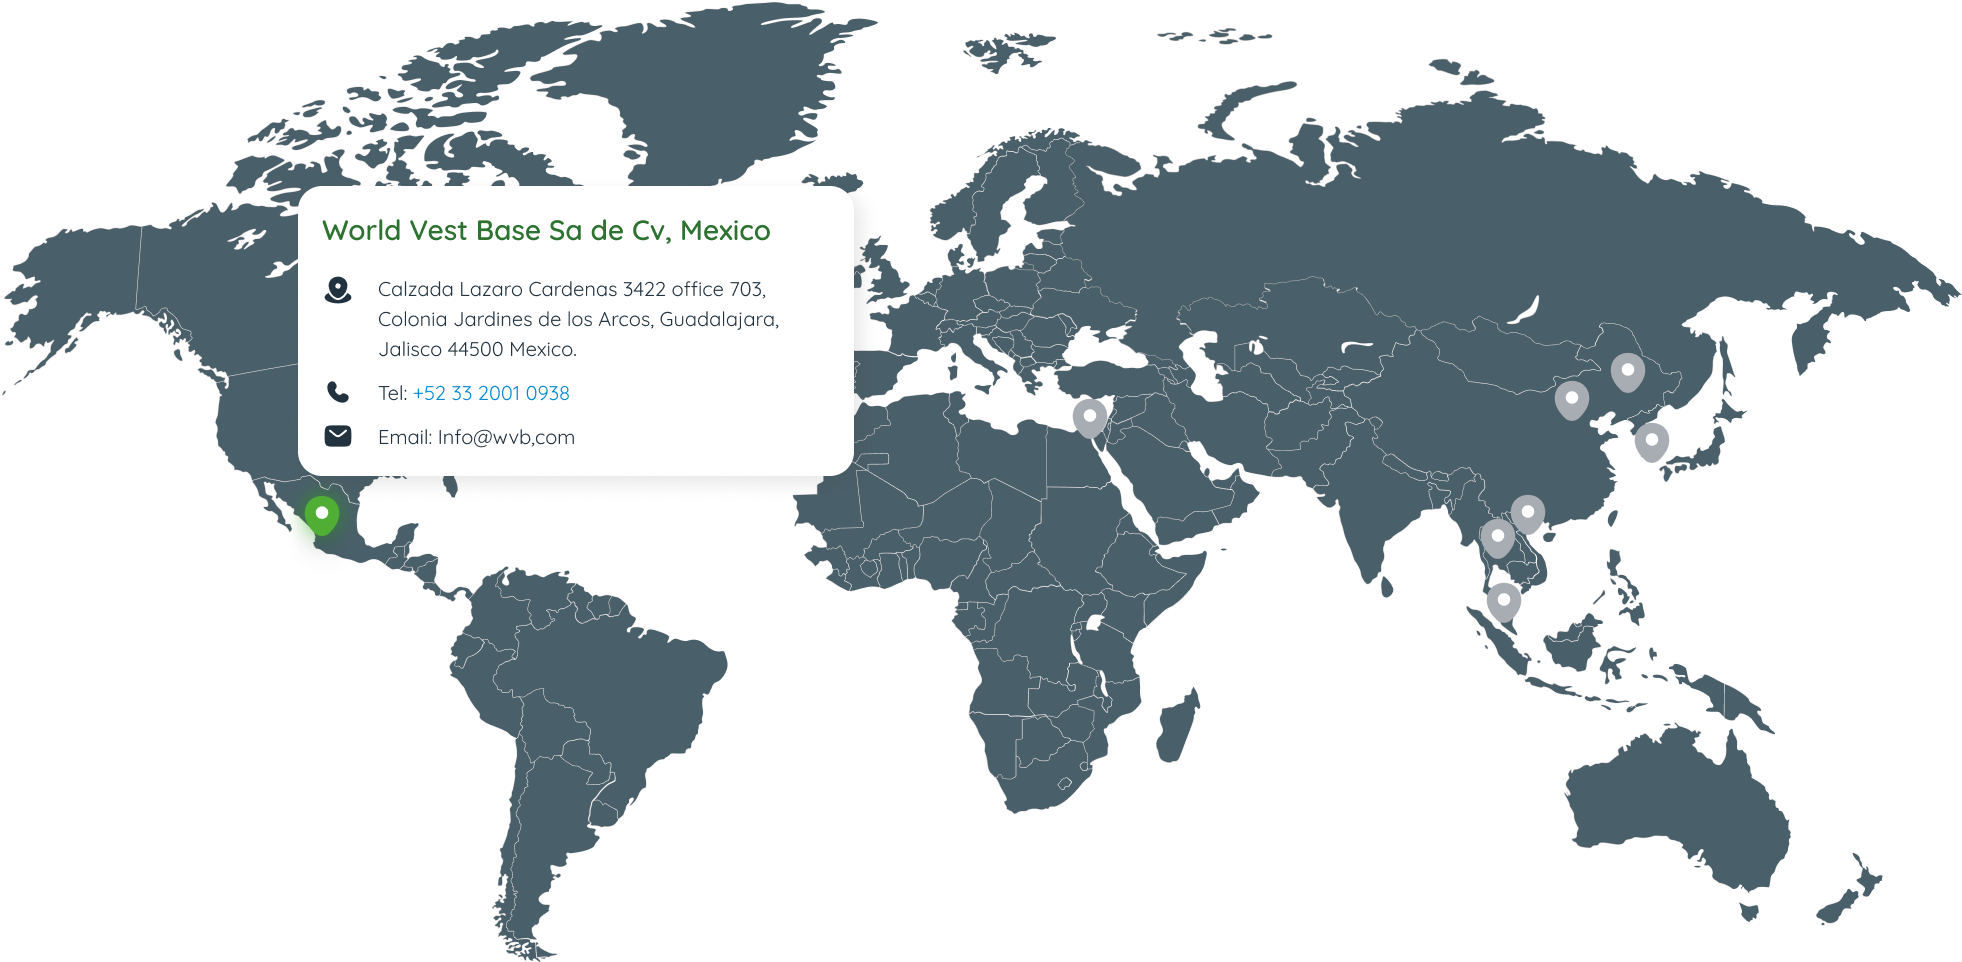 World Vest Base Sa de Cv, Mexico
Calzada Lazaro Cardenas 3422 office 703,
Colonia Jardines de los Arcos, Guadalajara,
Jalisco 44500 Mexico.
Tel: +52 33 2001 0938
Email: Info@wvb,com